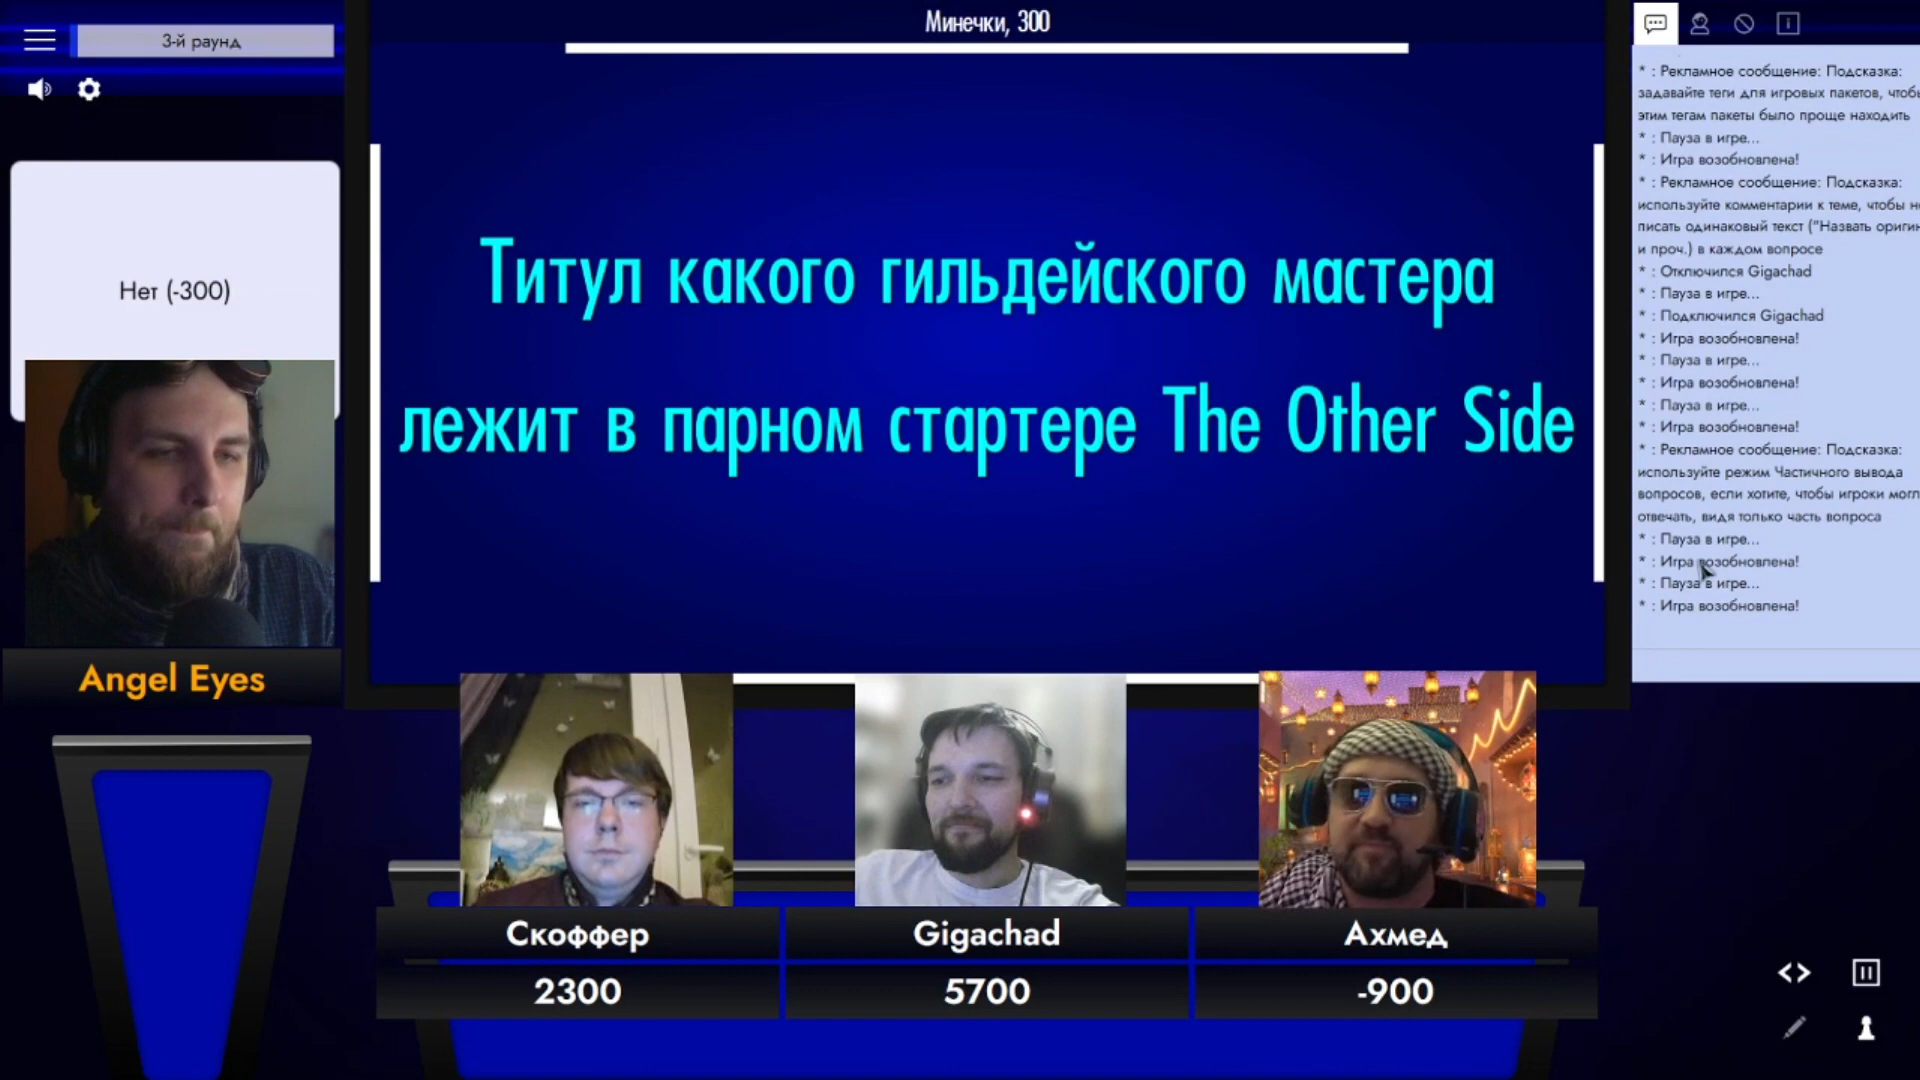 3-й раунд
Минечки, 300
Нет (-300)
Титул какого гильдейского мастера
лежит в парном стартере The Other Side
* : Рекламное сообщение: Подсказка:
задавайте теги для игровых пакетов, чтобы
этим тегам пакеты было проще находить
* : Пауза в игре...
* : Игра возобновлена!
* : Рекламное сообщение: Подсказка:
используйте комментарии к теме, чтобы не
писать одинаковый текст ("Назвать оригин
и проч.) в каждом вопросе
* : Отключился Gigachad
* : Пауза в игре...
* : Подключился Gigachad
* : Игра возобновлена!
* : Пауза в игре...
* : Игра возобновлена!
* : Пауза в игре...
* : Игра возобновлена!
* : Рекламное сообщение: Подсказка:
используйте режим Частичного вывода
вопросов, если хотите, чтобы игроки могл
отвечать, видя только часть вопроса
* : Пауза в игре...
* : Игра возобновлена!
* : Пауза в игре...
* : Игра возобновлена!
Angel Eyes
Скоффер
Gigachad
Ахмед
2300
5700
-900